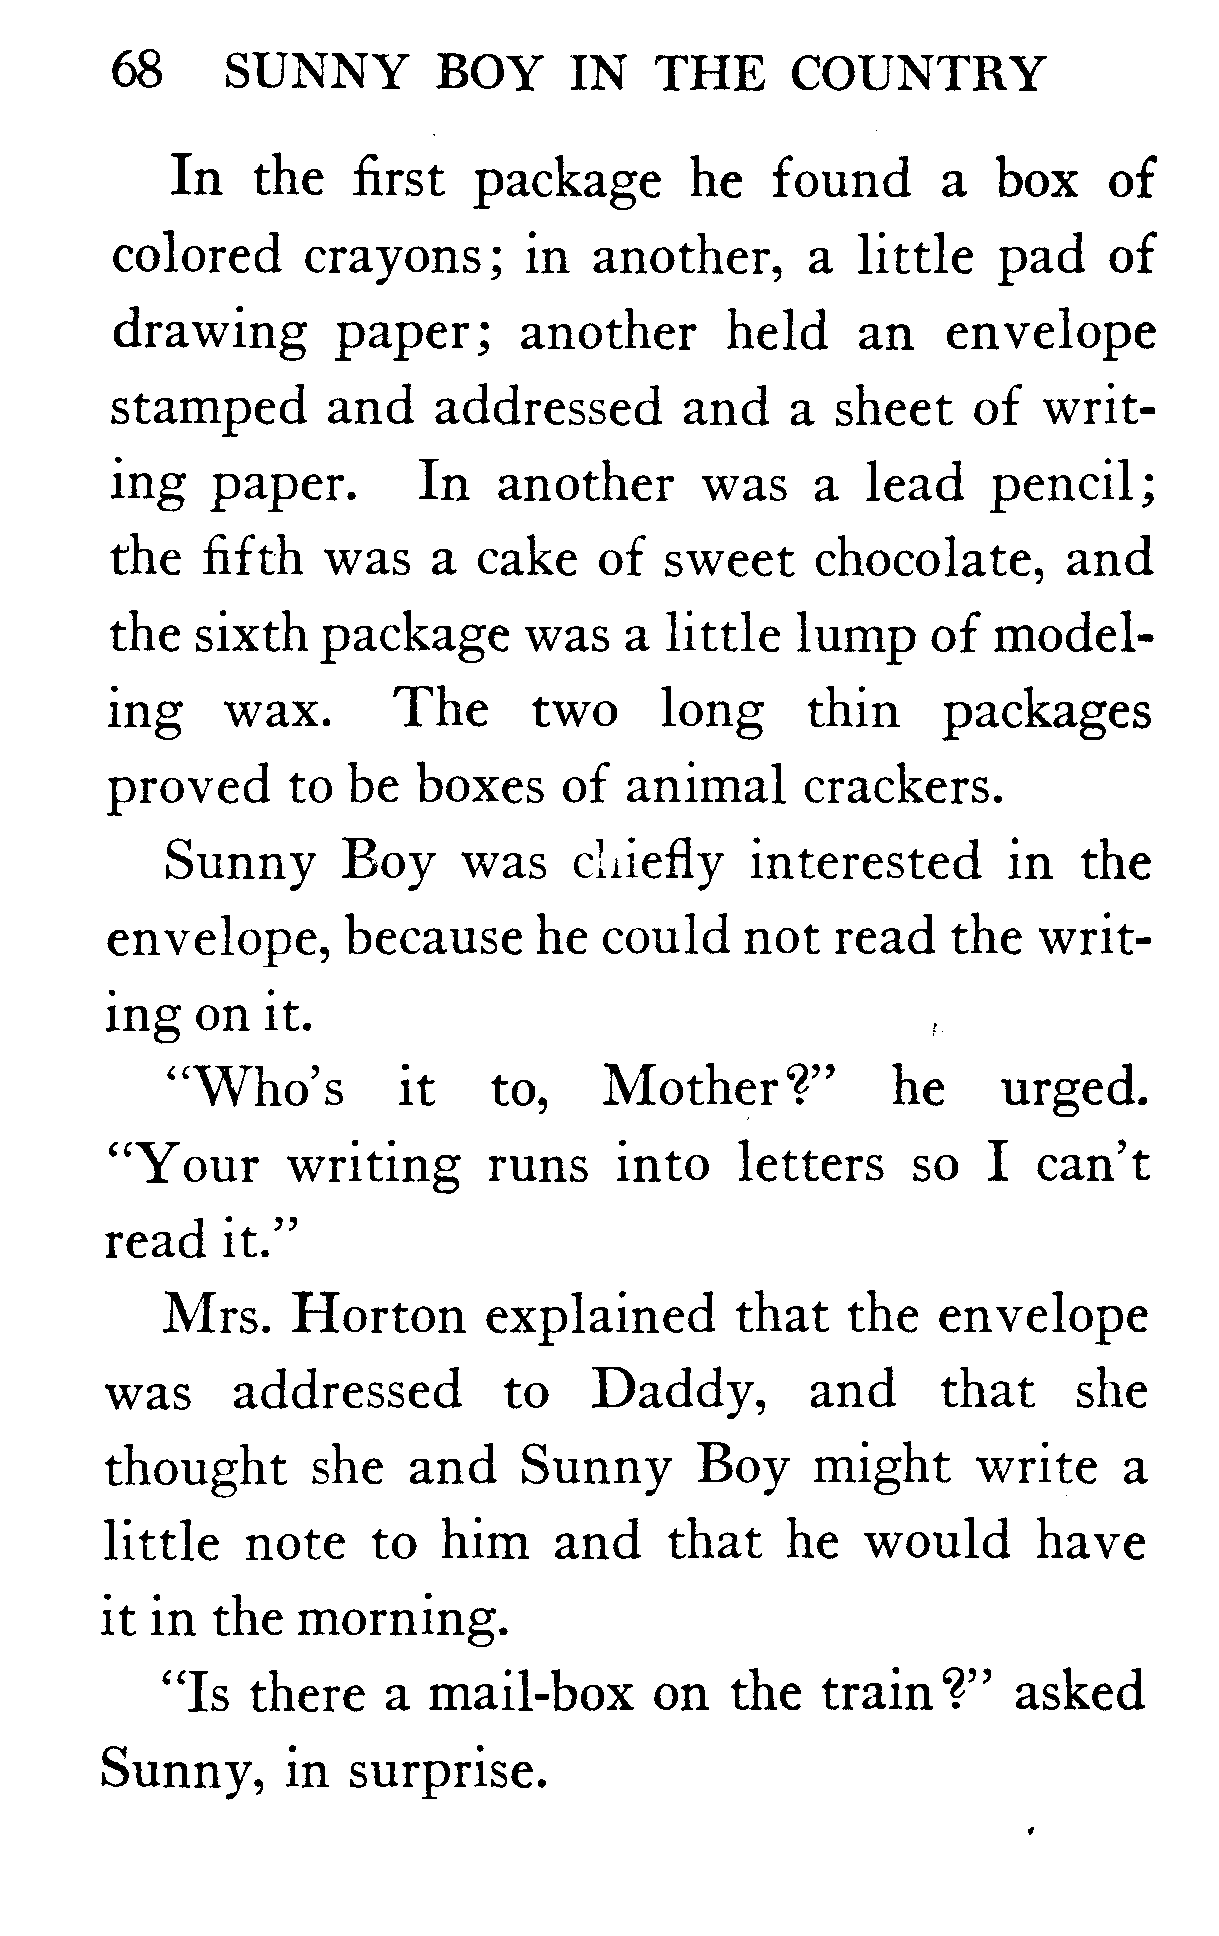 68 SUNNY BOY IN THE COUNTRY
In the first package he found a box of
colored crayons; in another, a little pad of
drawing paper; another held an envelope
stamped and addressed and a sheet of writ-
ing paper. In another was a lead pencil;
the fifth was a cake of sweet chocolate, and
the sixth package was a little lump of model-
ing wax. The two long thin packages
proved to be boxes of animal crackers.
Sunny Boy was chiefly interested in the
envelope, because he could not read the writ-
ing on it.
“Who’s it to, Mother?” he urged.
“Your writing runs into letters so I can’t
read it.”
Mrs. Horton explained that the envelope
was addressed to Daddy, and that she
thought she and Sunny Boy might write a
little note to him and that he would have
it in the morning.
“Is there a mail-box on the train?” asked
Sunny, in surprise.